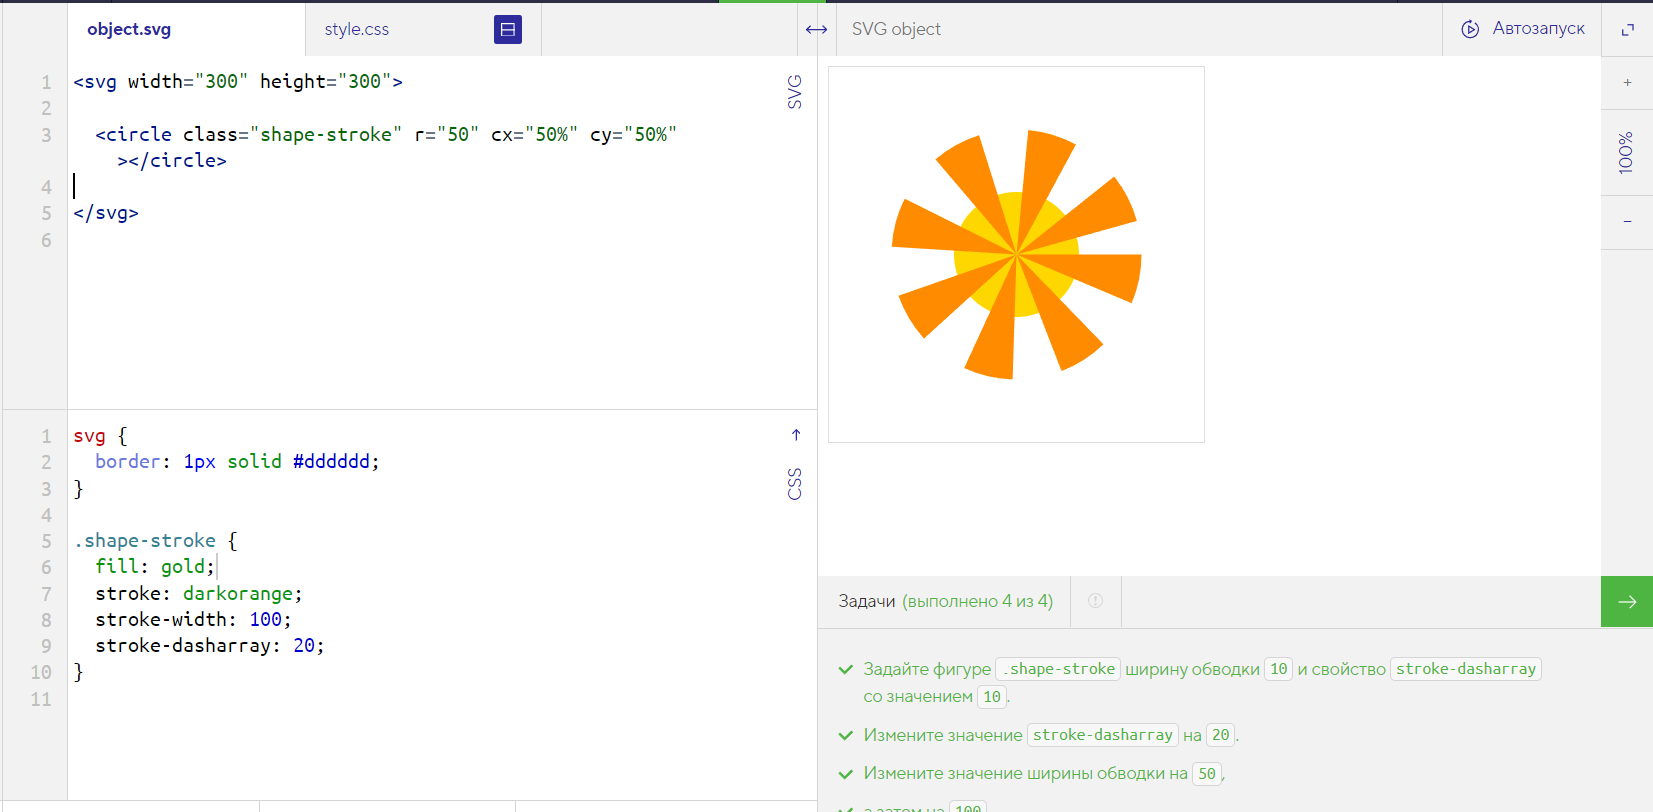 object.svg
style.css
SVG object
Автозапуск
1 <svg width="300" height="300">
2
3 <circle class="shape-stroke" r="50" cx="50%" cy="50%"
></circle>
4
5 </svg>
6
SVG
+
100%
−
1 svg {
2 border: 1px solid #dddddd;
3 }
4
5 .shape-stroke {
6 fill: gold;
7 stroke: darkorange;
8 stroke-width: 100;
9 stroke-dasharray: 20;
10 }
11
CSS
Задачи (выполнено 4 из 4)
Задайте фигуре .shape-stroke ширину обводки 10 и свойство stroke-dasharray
со значением 10.
Измените значение stroke-dasharray на 20.
Измените значение ширины обводки на 50,
а затем на 100